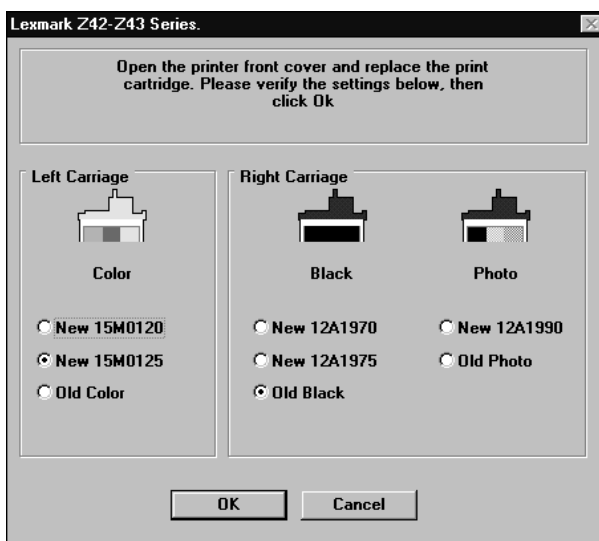 Lexmark Z42-Z43 Series.
Open the printer front cover and replace the print
cartridge. Please verify the settings below, then
click Ok
Left Carriage
Color
New 15M0120
New 15M0125
Old Color
Right Carriage
Black
New 12A1970
New 12A1975
Old Black
Photo
New 12A1990
Old Photo
OK
Cancel